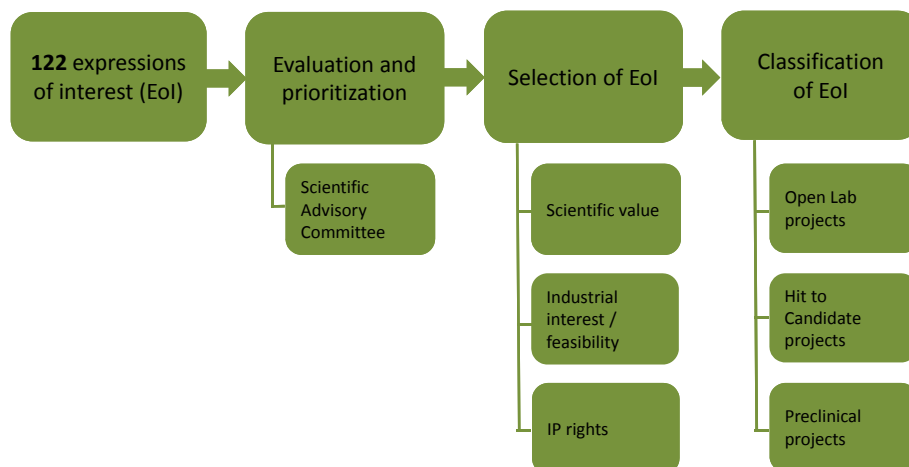 122 expressions
of interest (EoI)
Evaluation and
prioritization
Selection of EoI
Classification
of EoI
Scientific
Advisory
Committee
Scientific value
Industrial
interest /
feasibility
IP rights
Open Lab
projects
Hit to
Candidate
projects
Preclinical
projects